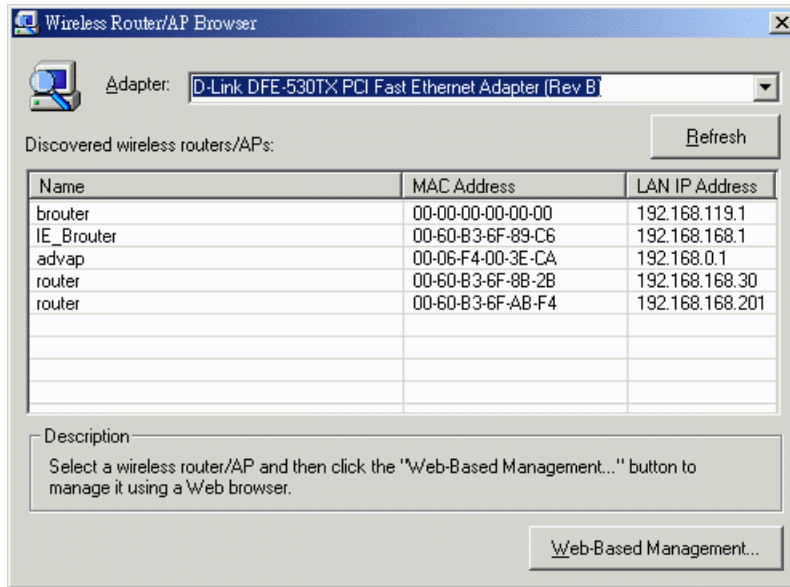 Wireless Router/AP Browser
Adapter: D-Link DFE-530TX PCI Fast Ethernet Adapter (Rev B)
Refresh
Discovered wireless routers/APs:
Name MAC Address LAN IP Address
brouter 00-00-00-00-00-00 192.168.119.1
IE_Brouter 00-60-B3-6F-89-C6 192.168.168.1
advap 00-06-F4-00-3E-CA 192.168.0.1
router 00-60-B3-6F-8B-2B 192.168.168.30
router 00-60-B3-6F-AB-F4 192.168.168.201
Description
Select a wireless router/AP and then click the "Web-Based Management..." button to
manage it using a Web browser.
Web-Based Management...